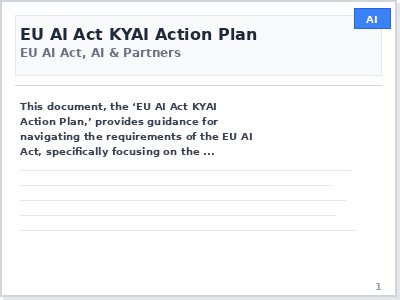 AI
EU AI Act KYAI Action Plan
EU AI Act, AI & Partners
This document, the ‘EU AI Act KYAI
Action Plan,’ provides guidance for
navigating the requirements of the EU AI
Act, specifically focusing on the ...
1